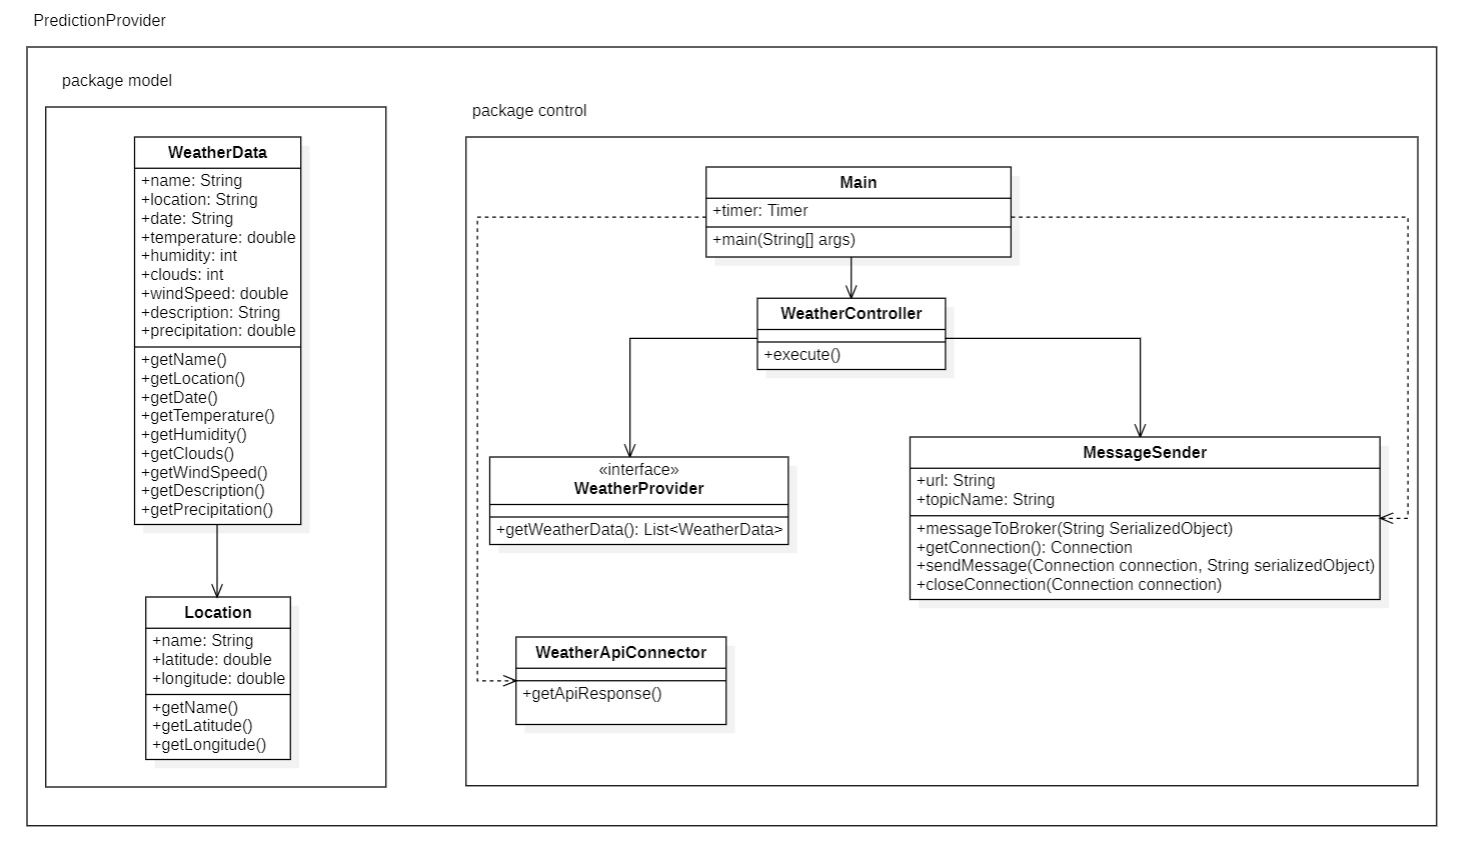 PredictionProvider
package model
WeatherData
+name: String
+location: String
+date: String
+temperature: double
+humidity: int
+clouds: int
+windSpeed: double
+description: String
+precipitation: double
+getName()
+getLocation()
+getDate()
+getTemperature()
+getHumidity()
+getClouds()
+getWindSpeed()
+getDescription()
+getPrecipitation()
Location
+name: String
+latitude: double
+longitude: double
+getName()
+getLatitude()
+getLongitude()
package control
Main
+timer: Timer
+main(String[] args)
WeatherController
+execute()
«interface»
WeatherProvider
+getWeatherData(): List<WeatherData>
MessageSender
+url: String
+topicName: String
+messageToBroker(String SerializedObject)
+getConnection(): Connection
+sendMessage(Connection connection, String serializedObject)
+closeConnection(Connection connection)
WeatherApiConnector
+getApiResponse()